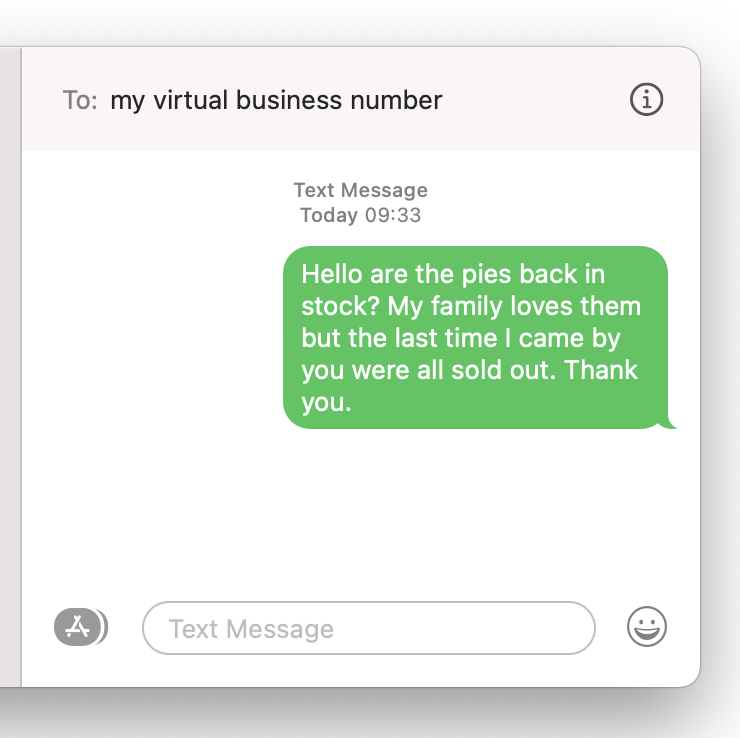 To: my virtual business number
Text Message
Today 09:33
Hello are the pies back in
stock? My family loves them
but the last time I came by
you were all sold out. Thank
you.
Text Message